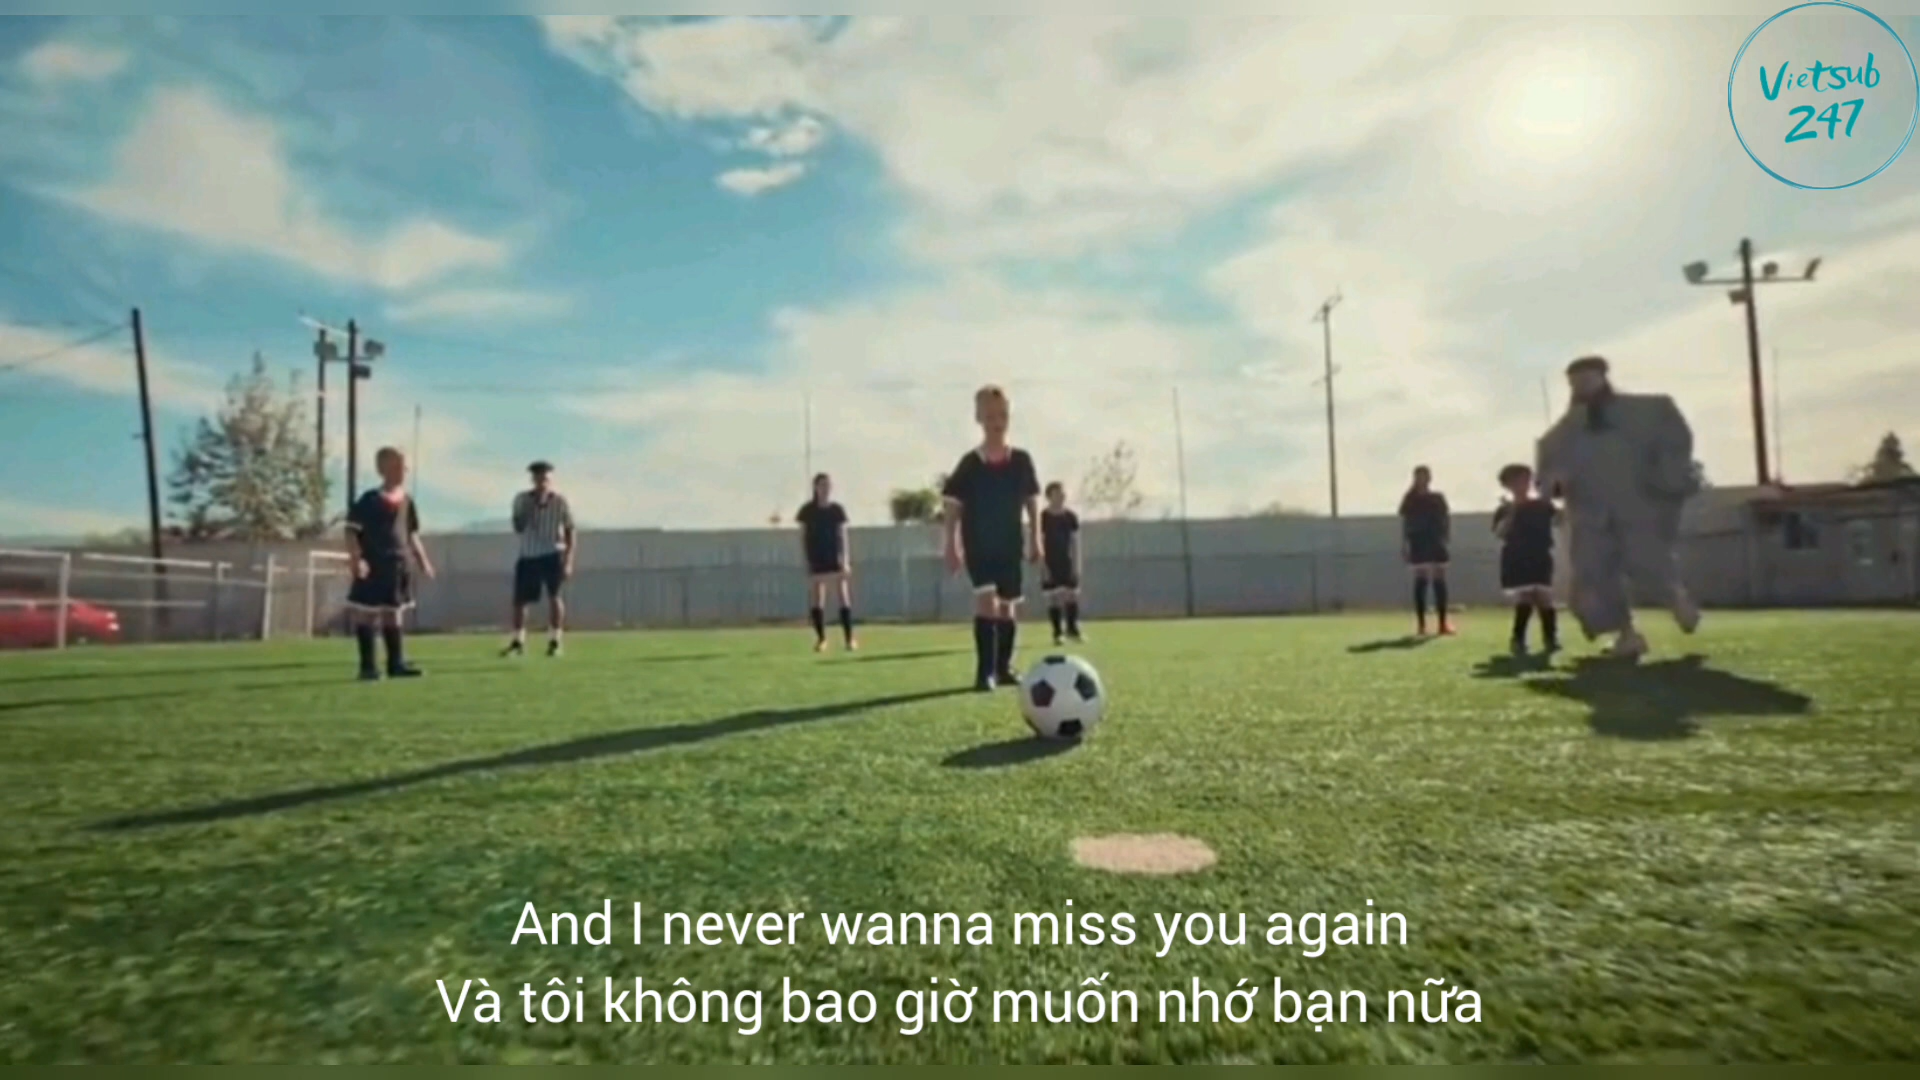 Vietsub
247
And I never wanna miss you again
Và tôi không bao giờ muốn nhớ bạn nữa